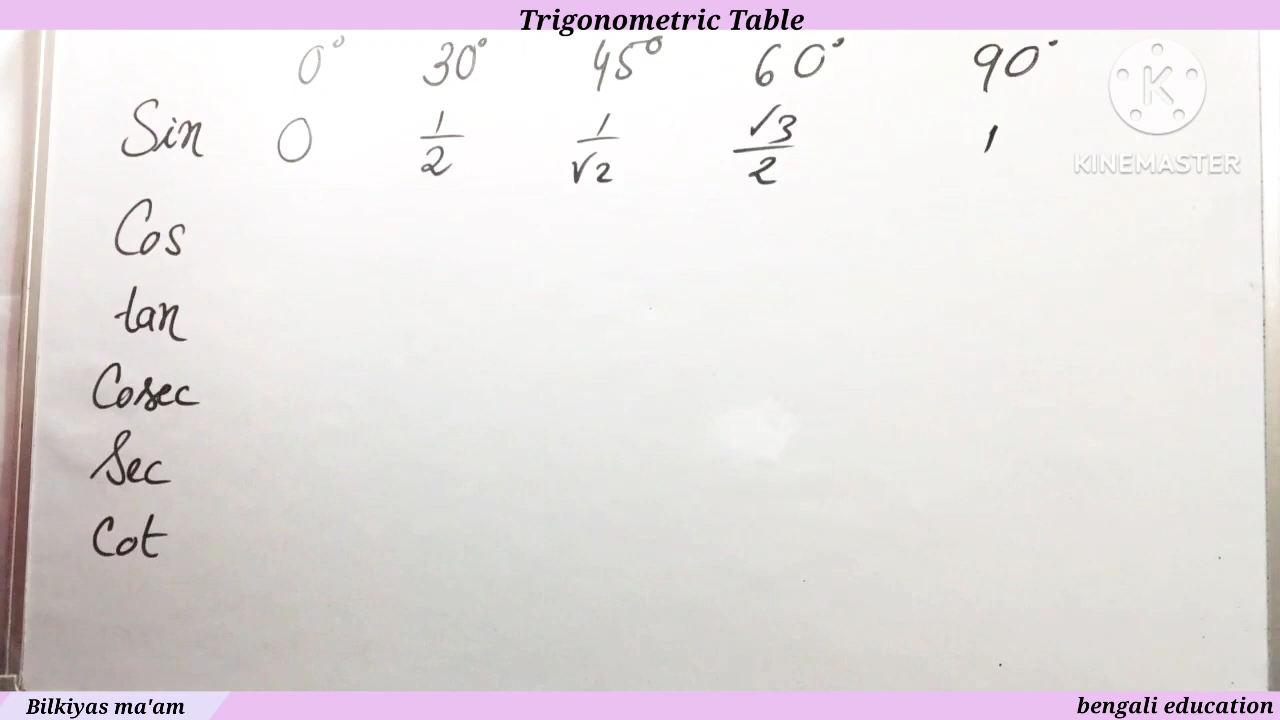 Trigonometric Table
0° 30° 45° 60° 90°
Sin 0 1/2 1/√2 √3/2 1
Cos
tan
Cosec
Sec
Cot
K
KINEMASTER
Bilkiyas ma'am
bengali education